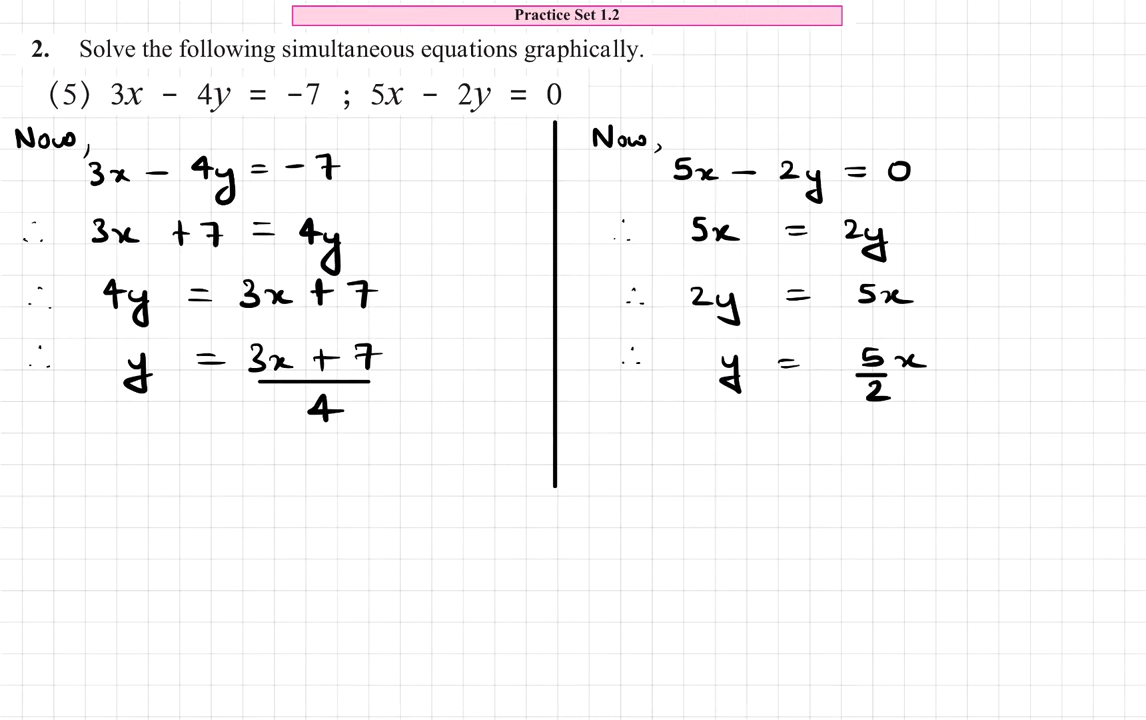 Practice Set 1.2
2. Solve the following simultaneous equations graphically.
(5) 3x - 4y = -7 ; 5x - 2y = 0
Now,
3x - 4y = -7
∴ 3x + 7 = 4y
∴ 4y = 3x + 7
∴ y = (3x + 7)/4
Now,
5x - 2y = 0
∴ 5x = 2y
∴ 2y = 5x
∴ y = 5/2 x